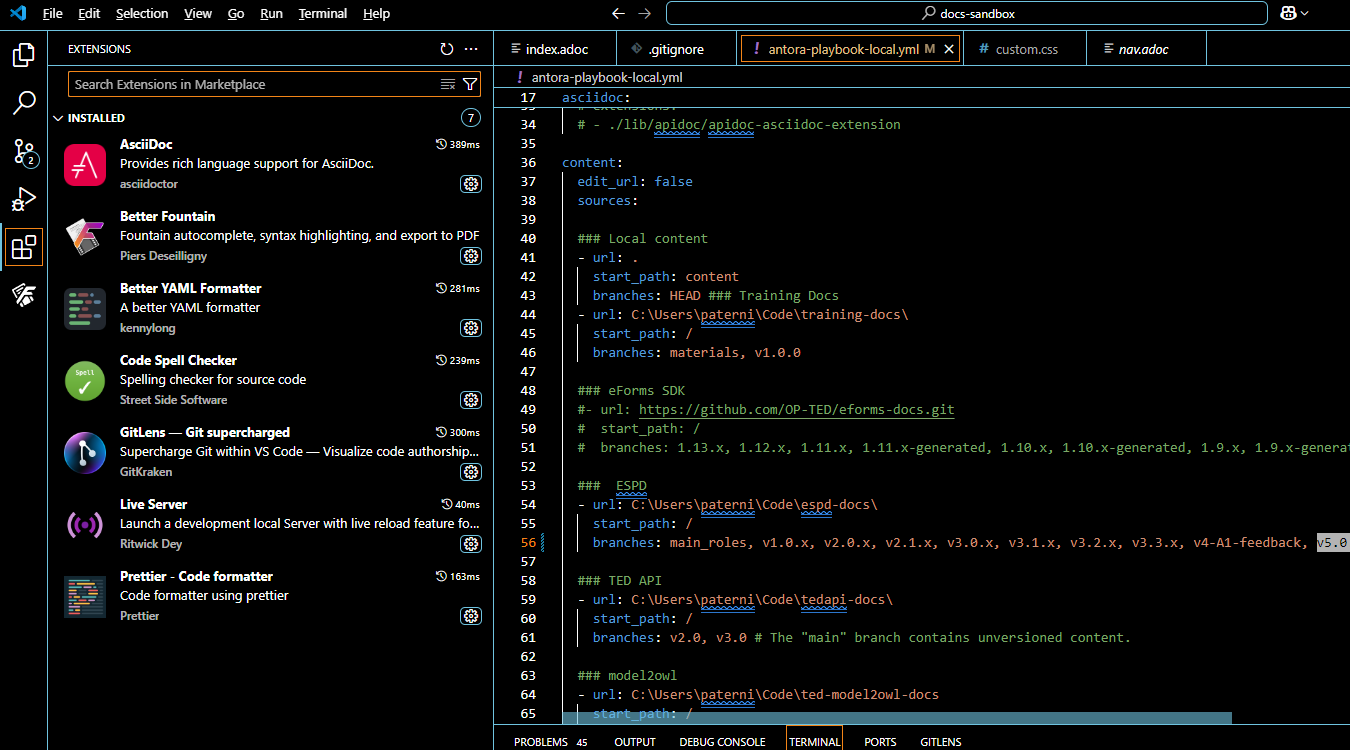 File Edit Selection View Go Run Terminal Help
docs-sandbox
EXTENSIONS
Search Extensions in Marketplace
INSTALLED 7
AsciiDoc 389ms
Provides rich language support for AsciiDoc.
asciidoctor
2
Better Fountain
Fountain autocomplete, syntax highlighting, and export to PDF
Piers Deseilligny
Better YAML Formatter 281ms
A better YAML formatter
kennylong
Code Spell Checker 239ms
Spelling checker for source code
Street Side Software
Spell
GitLens — Git supercharged 300ms
Supercharge Git within VS Code — Visualize code authorship...
GitKraken
Live Server 40ms
Launch a development local Server with live reload feature fo...
Ritwick Dey
Prettier - Code formatter 163ms
Code formatter using prettier
Prettier
index.adoc .gitignore ! antora-playbook-local.yml M # custom.css nav.adoc
! antora-playbook-local.yml
17 asciidoc:
33 # extensions:
34 # - ./lib/apidoc/apidoc-asciidoc-extension
35
36 content:
37 edit_url: false
38 sources:
39
40 ### Local content
41 - url: .
42 start_path: content
43 branches: HEAD ### Training Docs
44 - url: C:\Users\paterni\Code\training-docs\
45 start_path: /
46 branches: materials, v1.0.0
47
48 ### eForms SDK
49 #- url: https://github.com/OP-TED/eforms-docs.git
50 # start_path: /
51 # branches: 1.13.x, 1.12.x, 1.11.x, 1.11.x-generated, 1.10.x, 1.10.x-generated, 1.9.x, 1.9.x-generat
52
53 ### ESPD
54 - url: C:\Users\paterni\Code\espd-docs\
55 start_path: /
56 branches: main_roles, v1.0.x, v2.0.x, v2.1.x, v3.0.x, v3.1.x, v3.2.x, v3.3.x, v4-A1-feedback, v5.0
57
58 ### TED API
59 - url: C:\Users\paterni\Code\tedapi-docs\
60 start_path: /
61 branches: v2.0, v3.0 # The "main" branch contains unversioned content.
62
63 ### model2owl
64 - url: C:\Users\paterni\Code\ted-model2owl-docs
65 start_path: /
PROBLEMS 45 OUTPUT DEBUG CONSOLE TERMINAL PORTS GITLENS